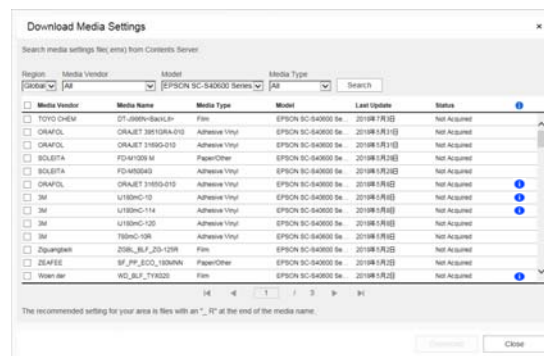 Download Media Settings
×
Search media settings file(.emx) from Contents Server.
Region Media Vendor Model Media Type
Global All EPSON SC-S40600 Series All Search
Media Vendor Media Name Media Type Model Last Update Status
TOYO CHEM Film EPSON SC-S40600 Se... 2019年7月3日 Not Acquired
ORAFOL ORAJET 3951GRA-010 Adhesive Vinyl EPSON SC-S40600 Se... 2019年5月31日 Not Acquired
ORAFOL ORAJET 3169G-010 Adhesive Vinyl EPSON SC-S40600 Se... 2019年5月31日 Not Acquired
SOLEITA FD-M1009 M Paper/Other EPSON SC-S40600 Se... 2019年5月29日 Not Acquired
SOLEITA FD-M5004G Paper/Other EPSON SC-S40600 Se... 2019年5月29日 Not Acquired
ORAFOL ORAJET 3165G-010 Adhesive Vinyl EPSON SC-S40600 Se... 2019年5月8日 Not Acquired
3M IJ180mC-10 Adhesive Vinyl EPSON SC-S40600 Se... 2019年5月8日 Not Acquired
3M IJ180mC-114 Adhesive Vinyl EPSON SC-S40600 Se... 2019年5月8日 Not Acquired
3M IJ180mC-120 Adhesive Vinyl EPSON SC-S40600 Se... 2019年5月8日 Not Acquired
3M 780mC-10R Adhesive Vinyl EPSON SC-S40600 Se... 2019年5月8日 Not Acquired
Ziguangbeili ZGBL_BLF_ZG-125R Film EPSON SC-S40600 Se... 2019年5月2日 Not Acquired
ZEAFEE SF_PP_ECO_180MNN Paper/Other EPSON SC-S40600 Se... 2019年5月2日 Not Acquired
Woen der WD_BLF_TYX020 Film EPSON SC-S40600 Se... 2019年5月2日 Not Acquired
1 / 3
The recommended setting for your area is files with an "_ R" at the end of the media name.
Download Close